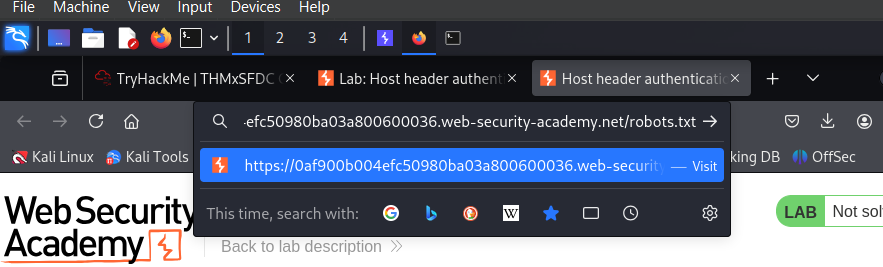 File Machine View Input Devices Help
1 2 3 4
TryHackMe | THMxSFDC Lab: Host header authent Host header authenticatio
efc50980ba03a800600036.web-security-academy.net/robots.txt
Kali Linux Kali Tools https://0af900b004efc50980ba03a800600036.web-security — Visit king DB OffSec
This time, search with:
Web Security
Academy
Back to lab description
LAB Not sol